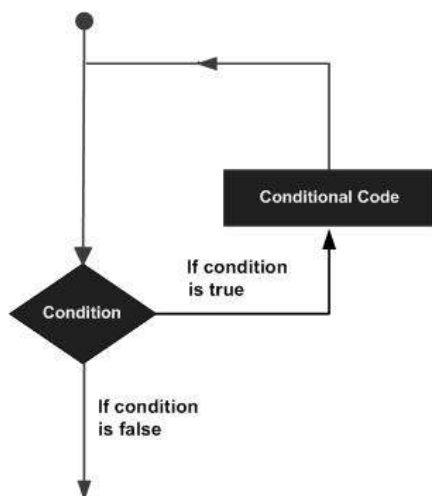 Conditional Code
If condition
is true
Condition
If condition
is false